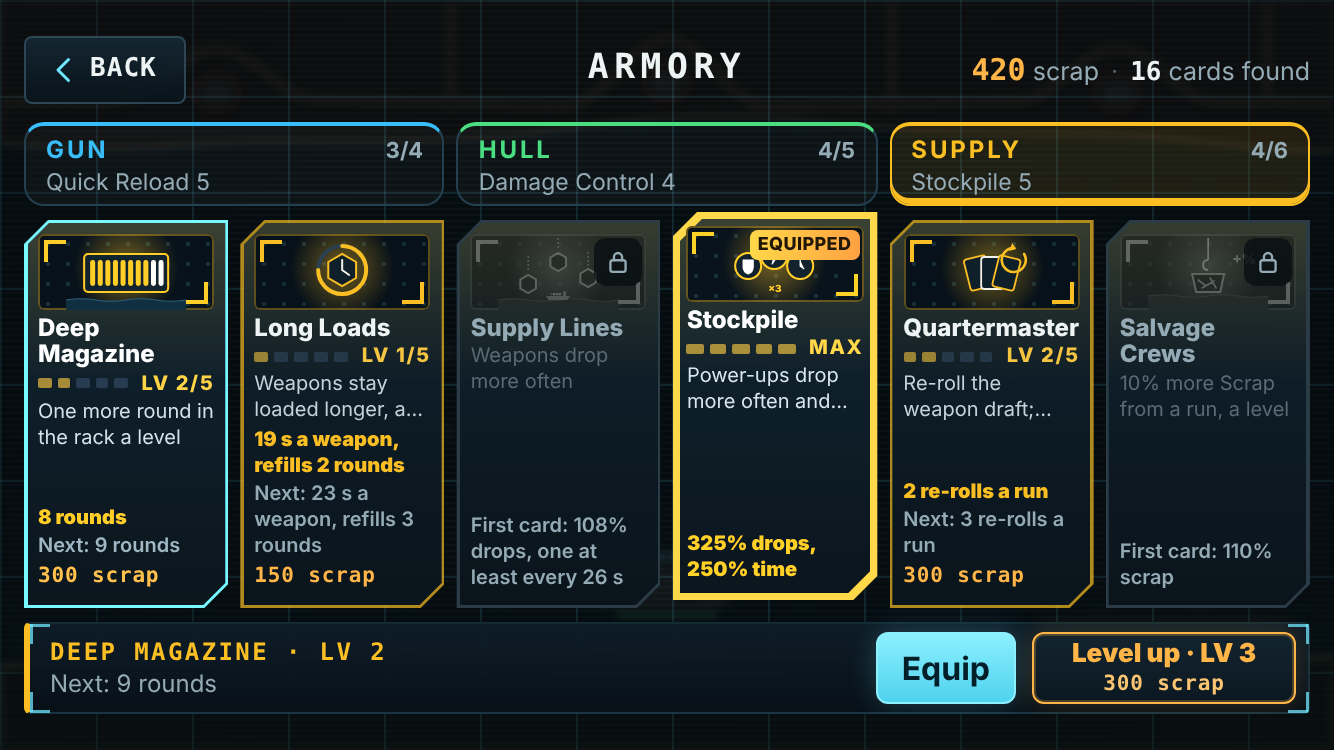 BACK
ARMORY
420 scrap · 16 cards found
GUN 3/4
Quick Reload 5
HULL 4/5
Damage Control 4
SUPPLY 4/6
Stockpile 5
Deep
Magazine
LV 2/5
One more round in
the rack a level
8 rounds
Next: 9 rounds
300 scrap
Long Loads
LV 1/5
Weapons stay
loaded longer, a...
19 s a weapon,
refills 2 rounds
Next: 23 s a
weapon, refills 3
rounds
150 scrap
Supply Lines
Weapons drop
more often
First card: 108%
drops, one at
least every 26 s
EQUIPPED
×3
Stockpile
MAX
Power-ups drop
more often and...
325% drops,
250% time
Quartermaster
LV 2/5
Re-roll the
weapon draft;...
2 re-rolls a run
Next: 3 re-rolls a
run
300 scrap
Salvage
Crews
10% more Scrap
from a run, a level
First card: 110%
scrap
DEEP MAGAZINE · LV 2
Next: 9 rounds
Equip
Level up · LV 3
300 scrap